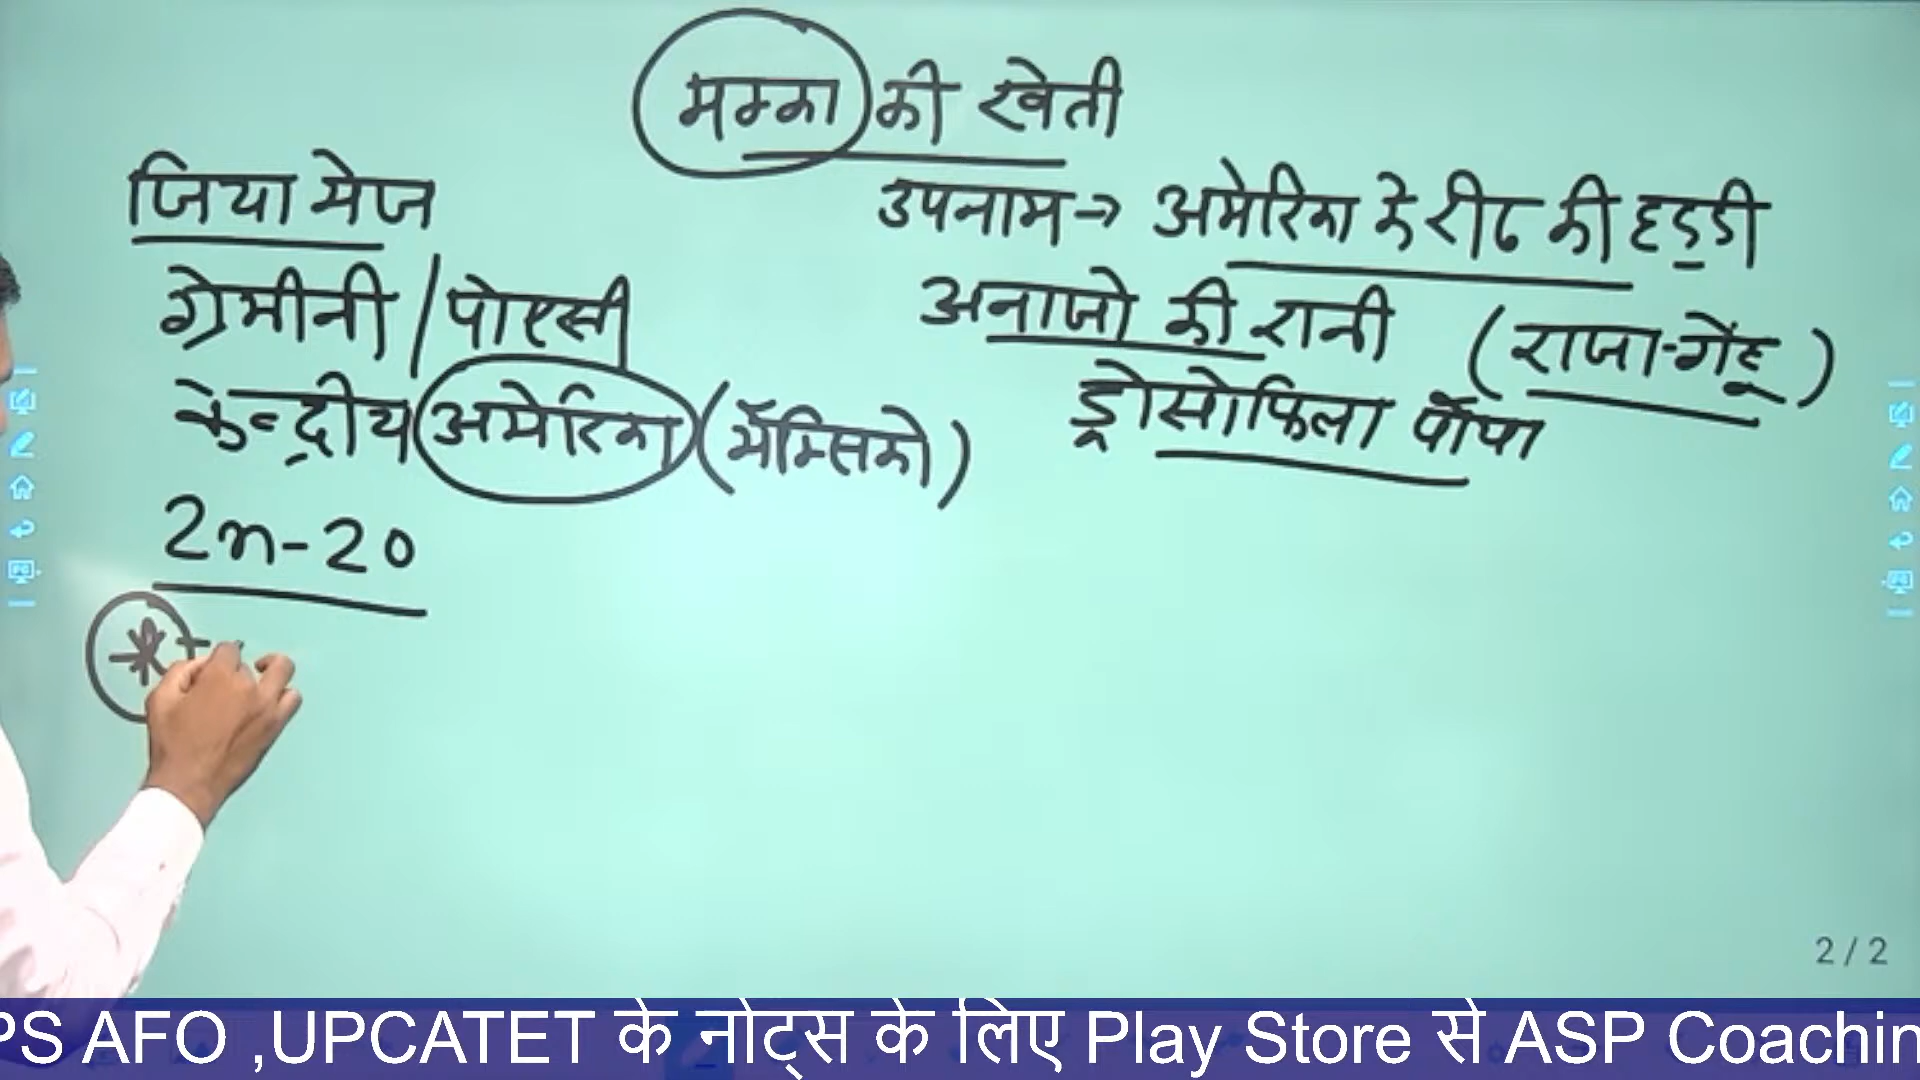 मक्का की खेती
जिया मेज
उपनाम → अमेरिका के रीढ की हड्डी
ग्रेमीनी / पोएसी
अनाजो की रानी (राजा-गेंहू)
केन्द्रीय अमेरिका (मॅक्सिको)
ड्रोसोफिला पॉपा
2n-20
*
2 / 2
PS AFO ,UPCATET के नोट्स के लिए Play Store से ASP Coachin